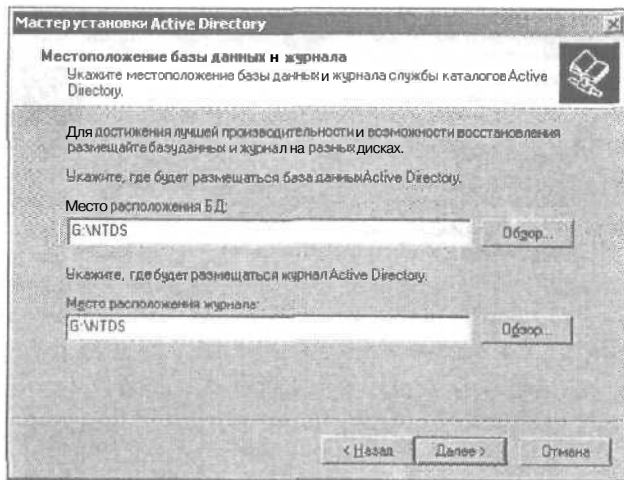 Мастер установки Active Directory
Местоположение базы данных н журнала
Укажите местоположение базы данных и журнала службы каталогов Active
Directory.
Для достижения лучшей производительности и возможности восстановления
размещайте базу данных и журнал на разных дисках.
Укажите, где будет размещаться база данных Active Directory.
Место расположения БД:
G:\NTDS
Обзор...
Укажите, где будет размещаться журнал Active Directory.
Место расположения журнала:
G:\NTDS
Обзор...
< Назад
Далее >
Отмена